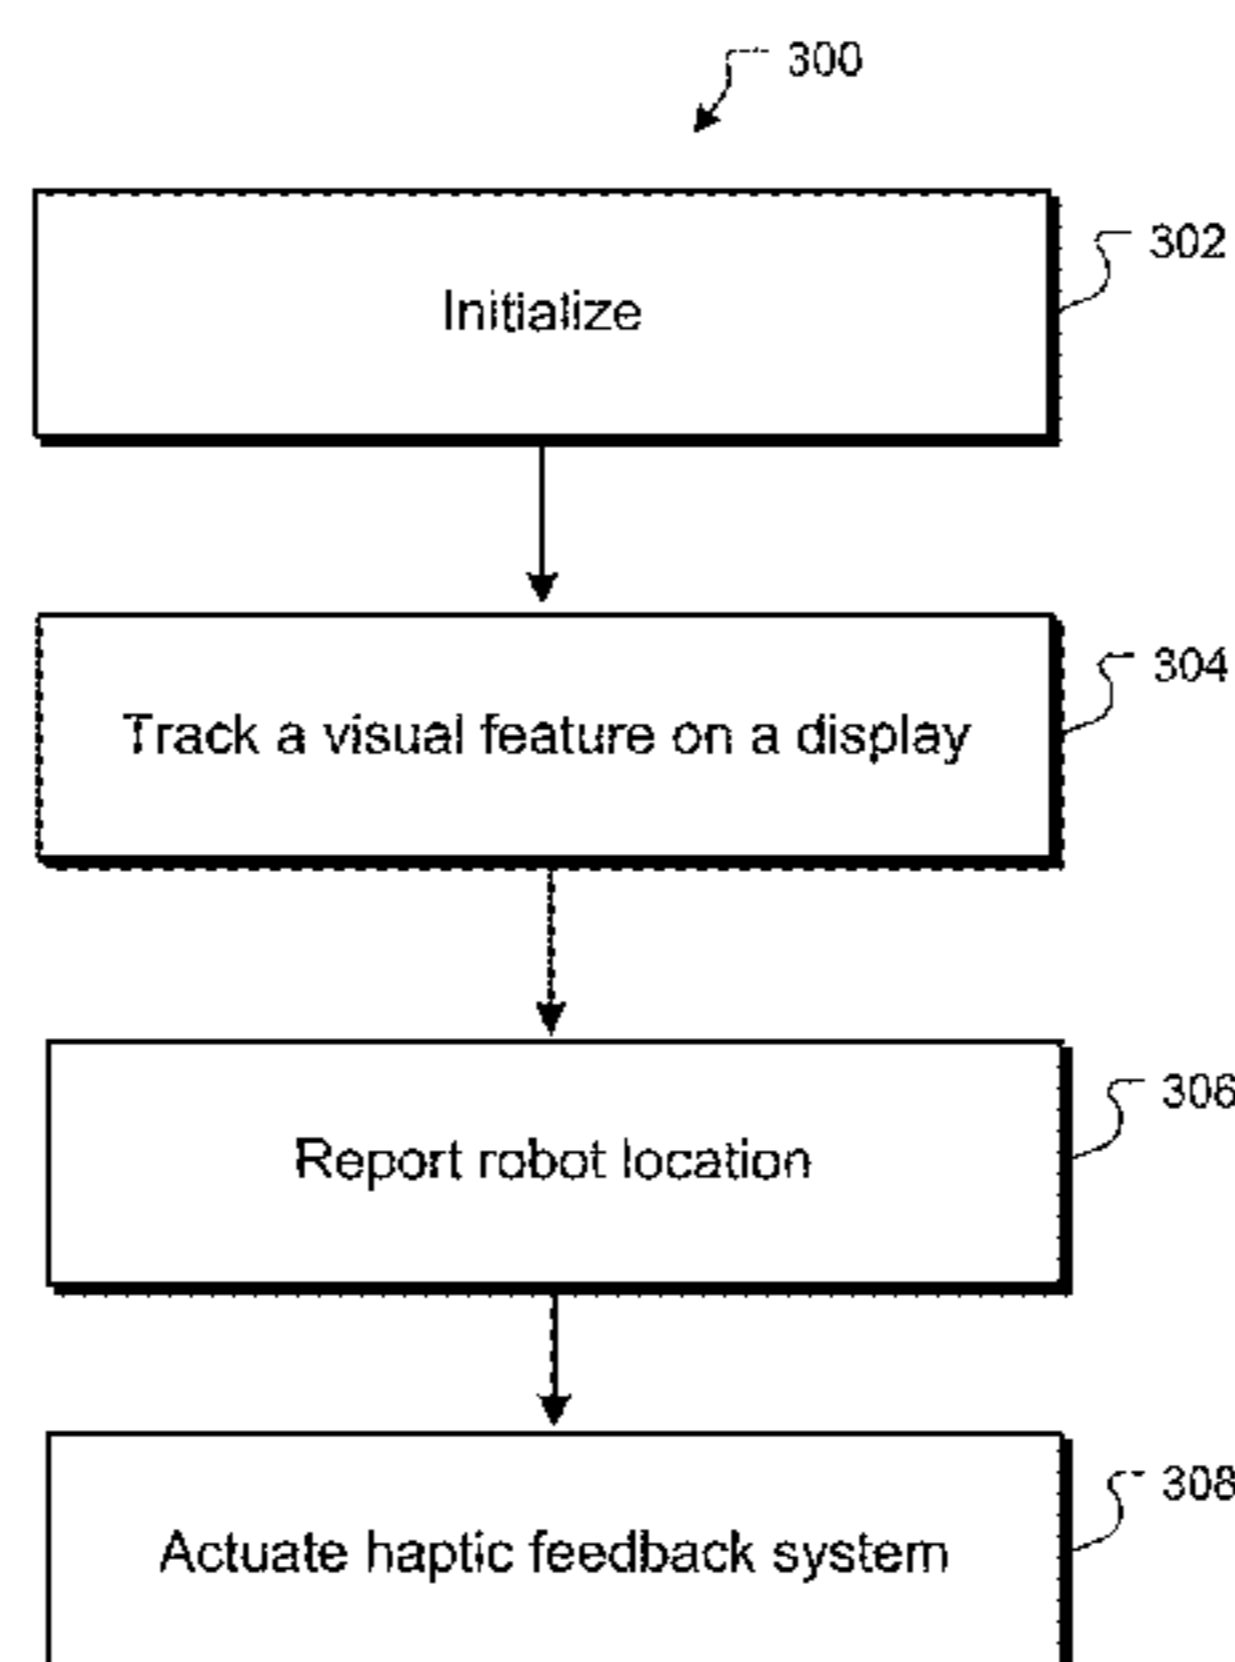 300
302
Initialize
304
Track a visual feature on a display
306
Report robot location
308
Actuate haptic feedback system